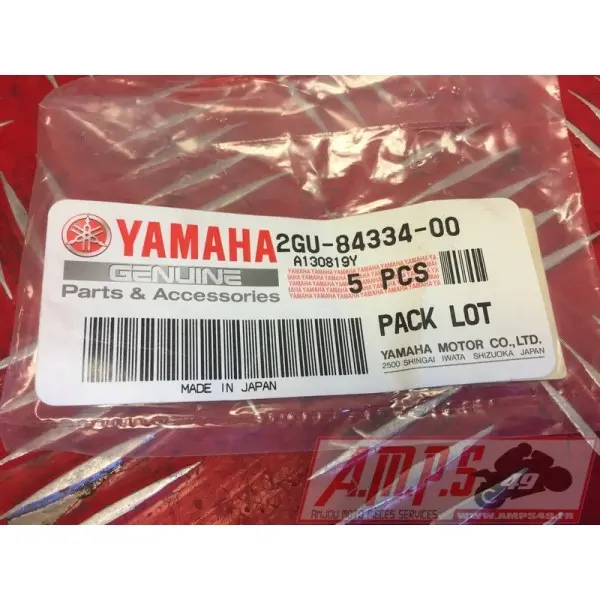 YAMAHA 2GU-84334-00
A130819Y
GENUINE
Parts & Accessories
5 PCS
PACK LOT
YAMAHA MOTOR CO.,LTD.
2500 SHINGAI IWATA SHIZUOKA JAPAN
MADE IN JAPAN
A.M.P.S
49
ANJOU MOTO PIECES SERVICES
WWW.AMPS49.FR